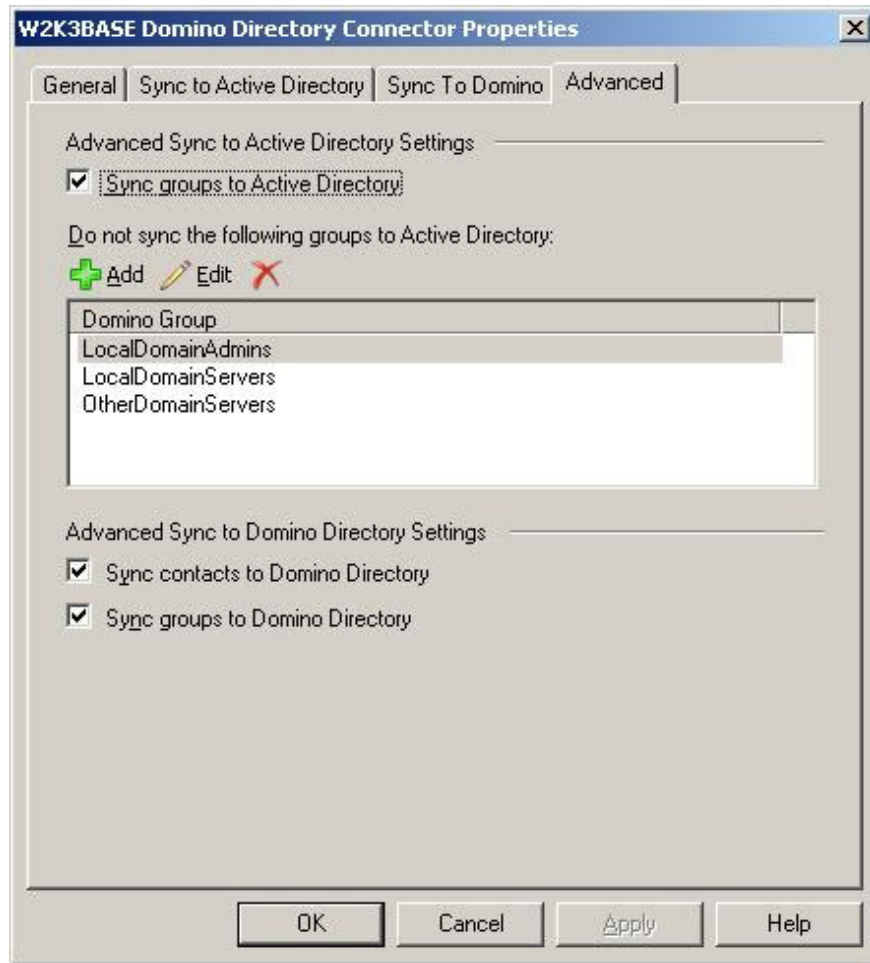 W2K3BASE Domino Directory Connector Properties
General Sync to Active Directory Sync To Domino Advanced
Advanced Sync to Active Directory Settings
Sync groups to Active Directory
Do not sync the following groups to Active Directory:
Add Edit
Domino Group
LocalDomainAdmins
LocalDomainServers
OtherDomainServers
Advanced Sync to Domino Directory Settings
Sync contacts to Domino Directory
Sync groups to Domino Directory
OK Cancel Apply Help